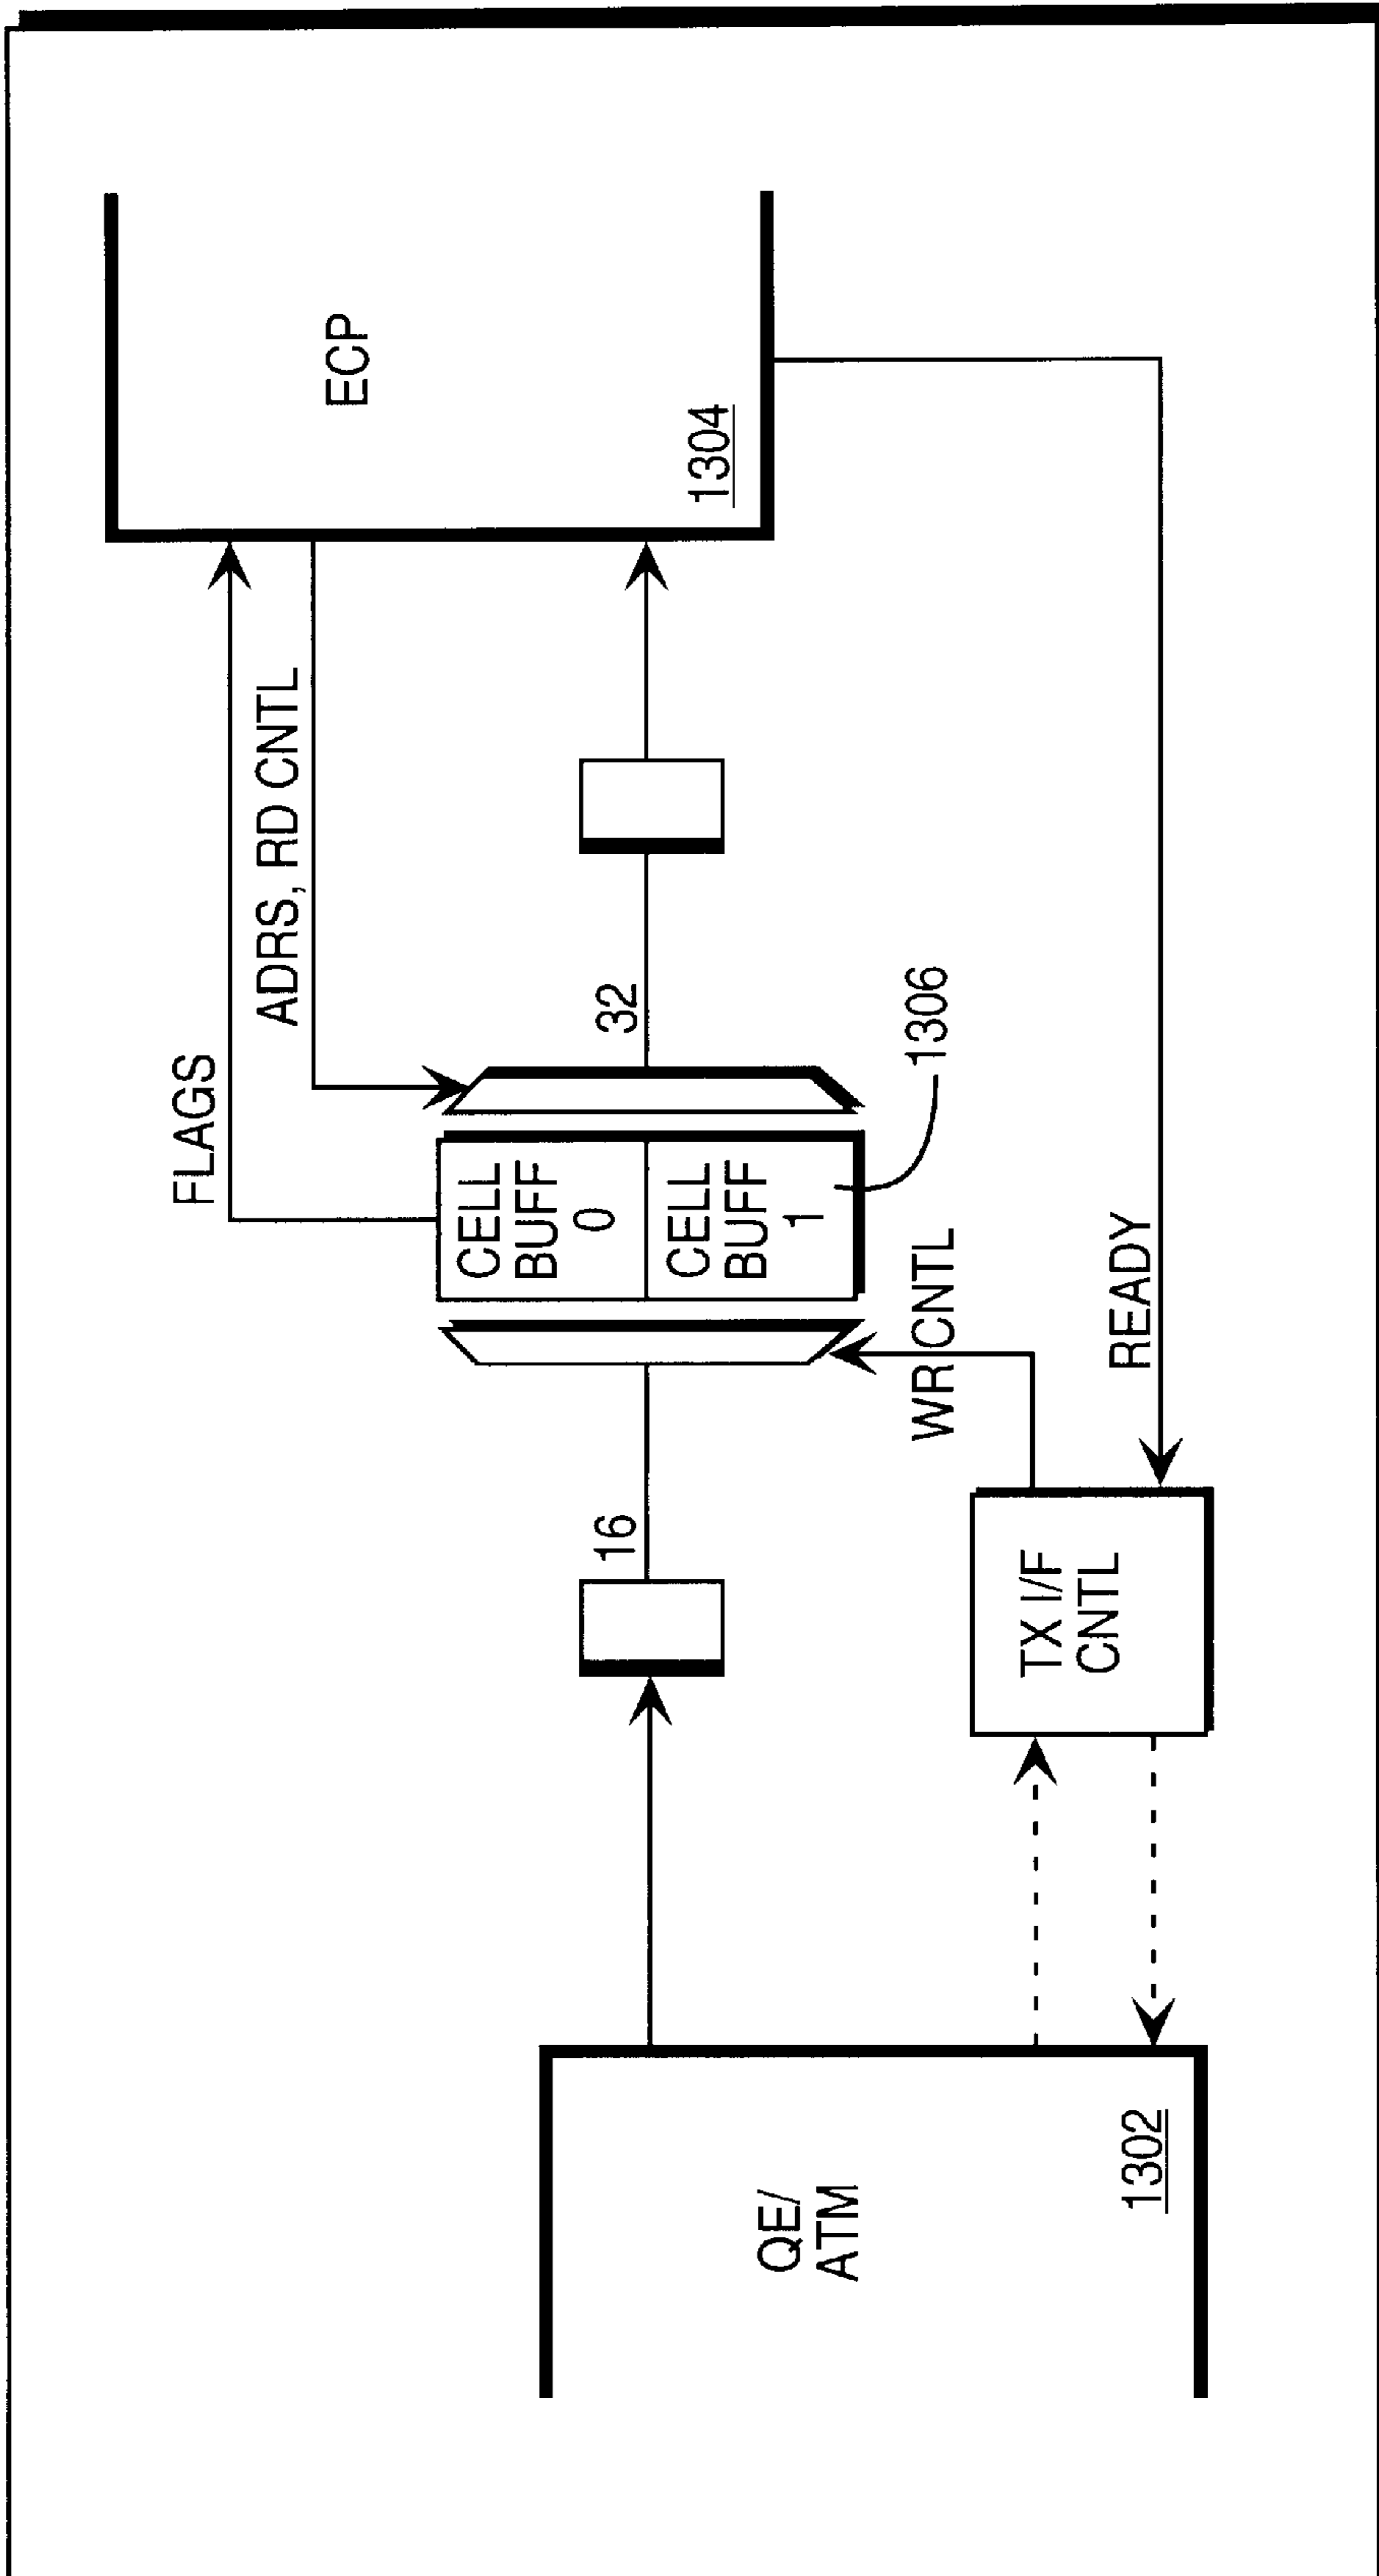 FLAGS
ADRS, RD CNTL
ECP
1304
CELL
BUFF
0
CELL
BUFF
1
32
16
1306
WR CNTL
READY
TX I/F
CNTL
QE/
ATM
1302